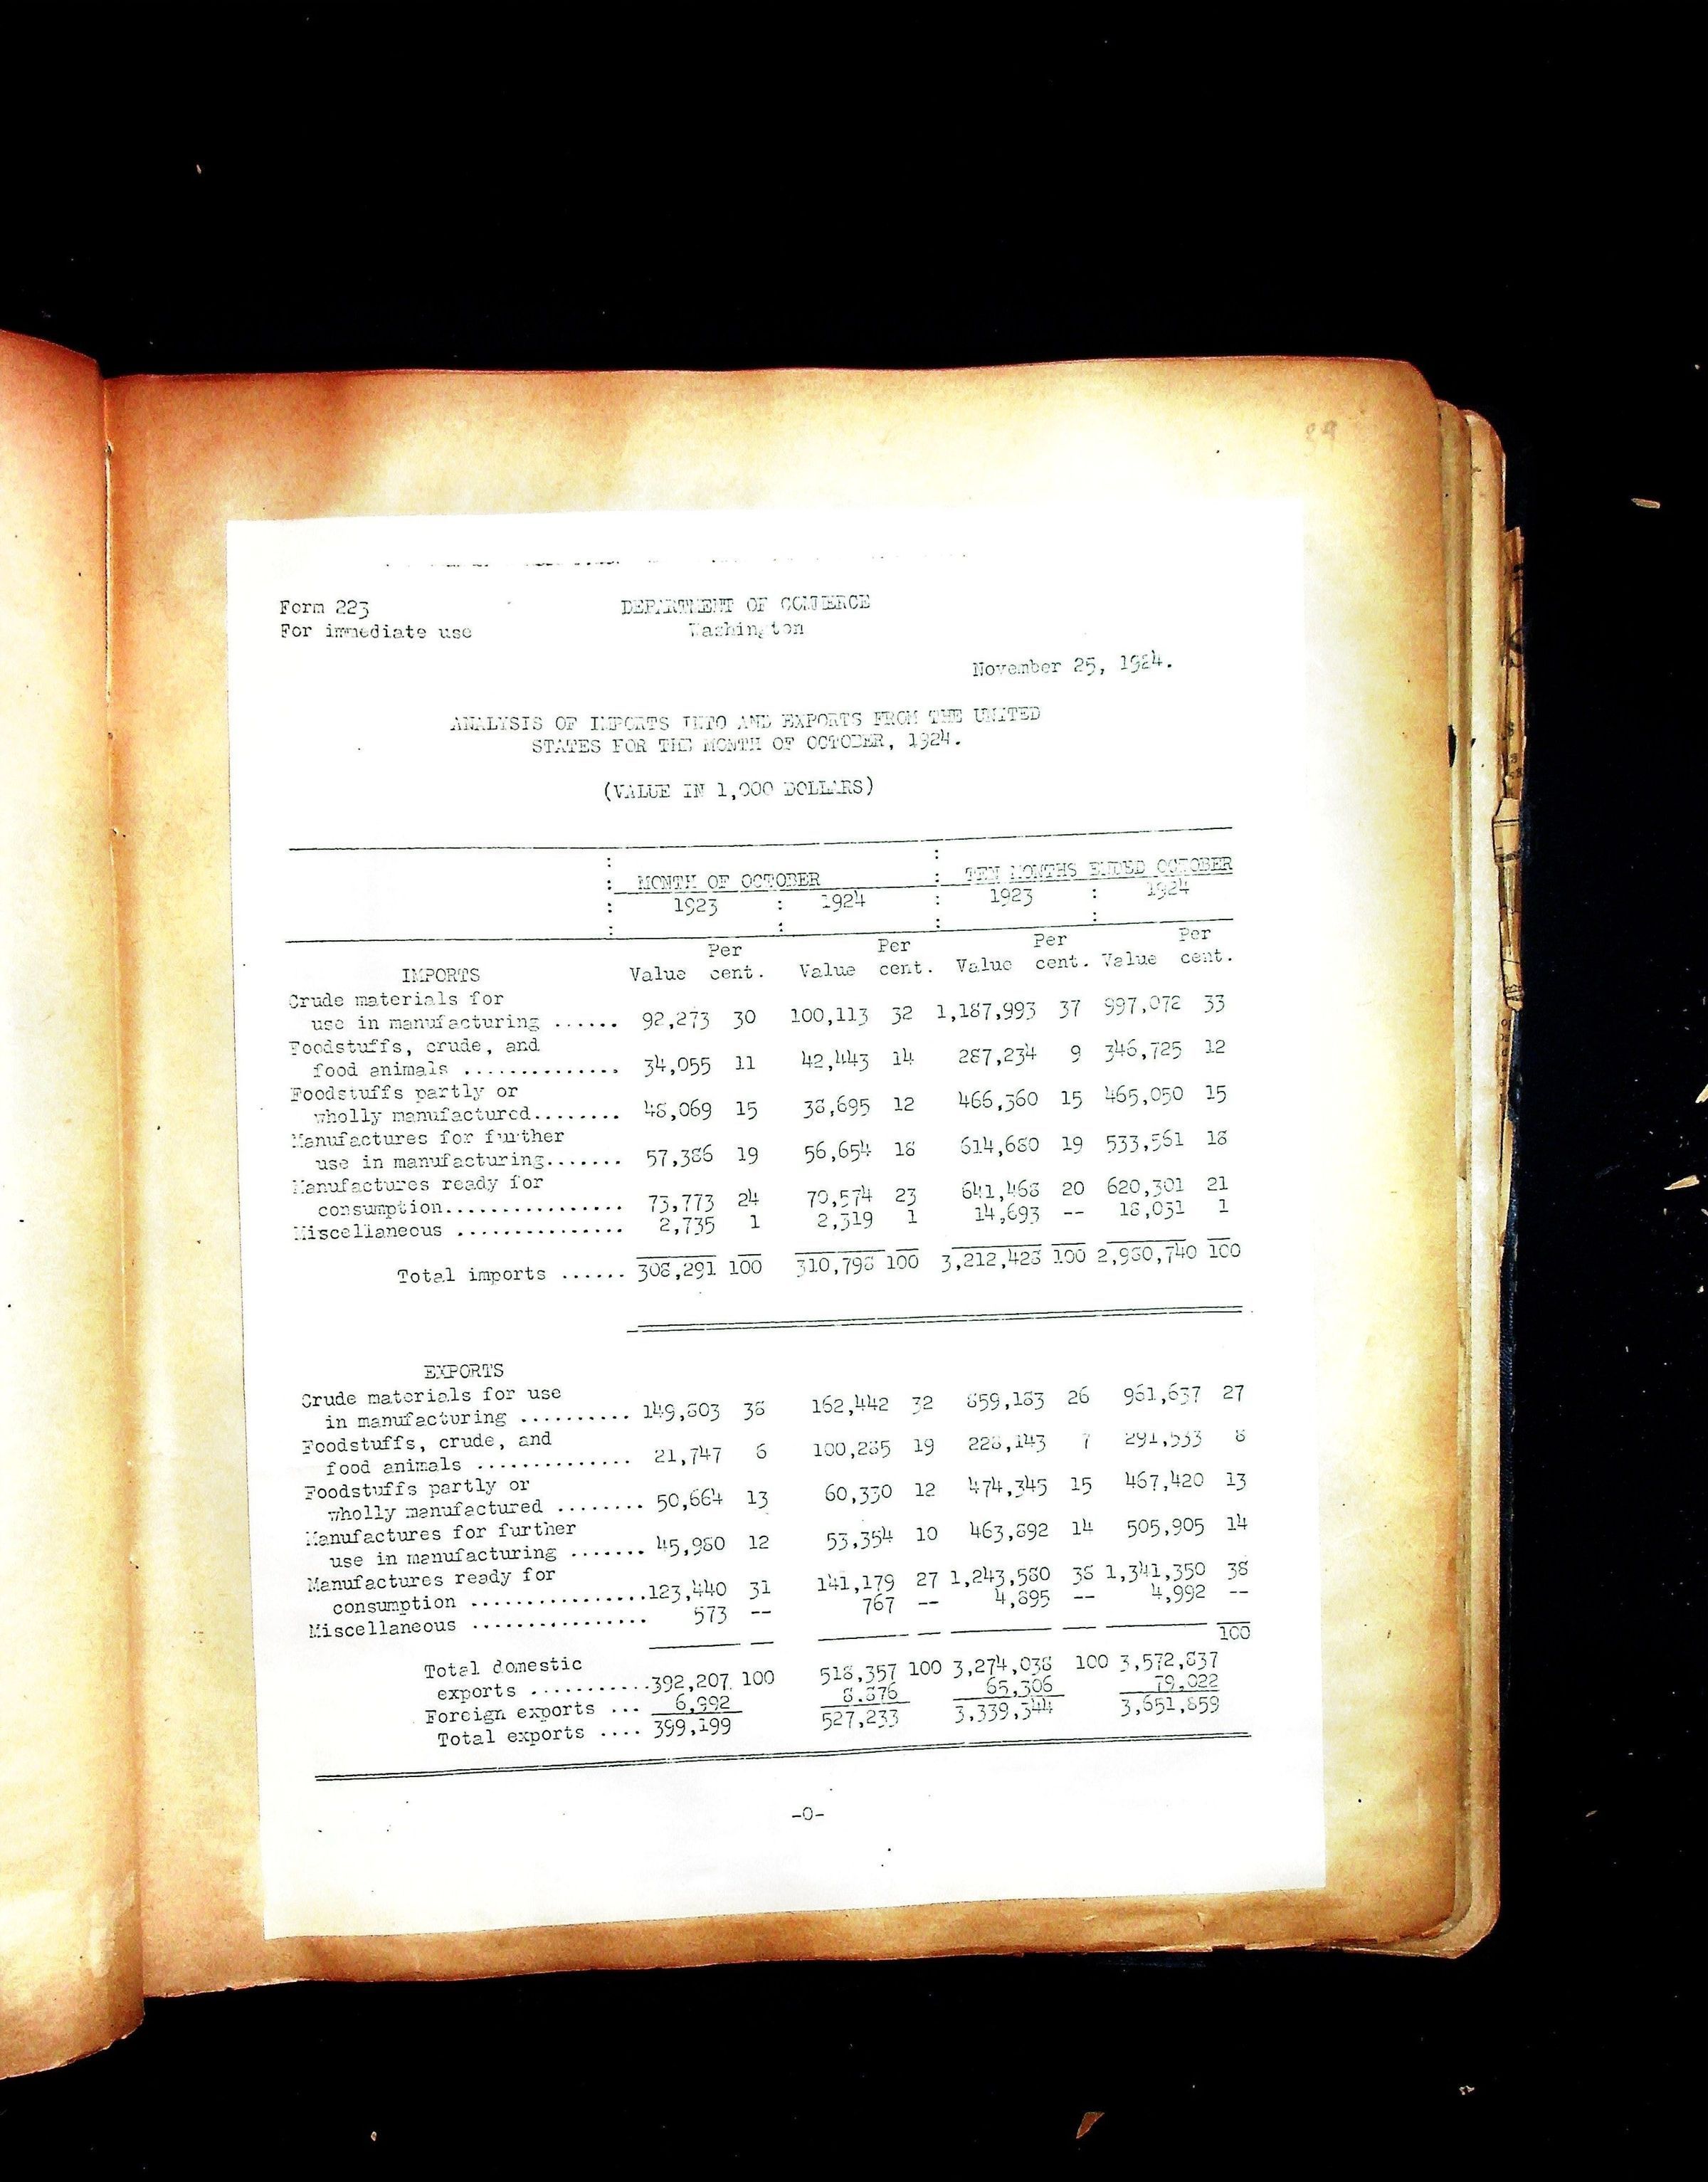 89
Form 223 DEPARTMENT OF COMMERCE
For immediate use Washington
November 25, 1924.
ANALYSIS OF IMPORTS INTO AND EXPORTS FROM THE UNITED
STATES FOR THE MONTH OF OCTOBER, 1924.
(VALUE IN 1,000 DOLLARS)
: MONTH OF OCTOBER : TEN MONTHS ENDED OCTOBER
: 1923 : 1924 : 1923 : 1924
Per Per Per Per
IMPORTS Value cent. Value cent. Value cent. Value cent.
Crude materials for
use in manufacturing ...... 92,273 30 100,113 32 1,187,993 37 997,072 33
Foodstuffs, crude, and
food animals .............. 34,055 11 42,443 14 287,234 9 346,725 12
Foodstuffs partly or
wholly manufactured........ 48,069 15 38,695 12 466,360 15 465,050 15
Manufactures for further
use in manufacturing....... 57,386 19 56,654 18 614,680 19 533,561 18
Manufactures ready for
consumption................ 73,773 24 70,574 23 641,468 20 620,301 21
Miscellaneous ............... 2,735 1 2,319 1 14,693 -- 18,031 1
Total imports ...... 308,291 100 310,798 100 3,212,428 100 2,980,740 100
EXPORTS
Crude materials for use
in manufacturing .......... 149,803 38 162,442 32 859,183 26 961,637 27
Foodstuffs, crude, and
food animals .............. 21,747 6 100,285 19 228,143 7 291,533 8
Foodstuffs partly or
wholly manufactured ........ 50,664 13 60,330 12 474,345 15 467,420 13
Manufactures for further
use in manufacturing ....... 45,980 12 53,354 10 463,892 14 505,905 14
Manufactures ready for
consumption ................123,440 31 141,179 27 1,243,580 38 1,341,350 38
Miscellaneous ................ 573 -- 767 -- 4,895 -- 4,992 --
100
Total domestic
exports ...........392,207 100 518,357 100 3,274,038 100 3,572,837
Foreign exports ... 6,992 8,876 65,306 79,022
Total exports .... 399,199 527,233 3,339,344 3,651,859
-0-